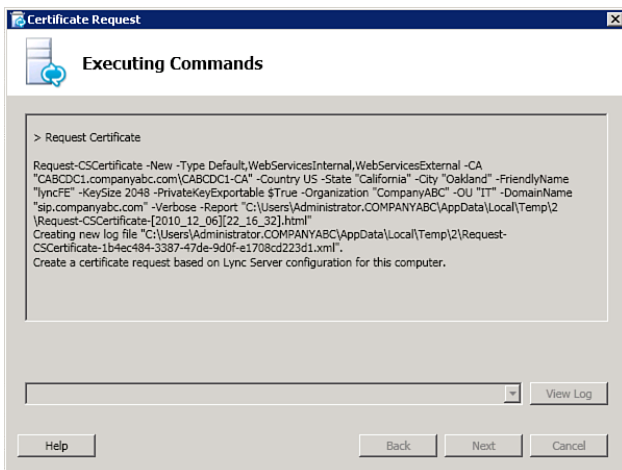 Certificate Request
Executing Commands
> Request Certificate
Request-CSCertificate -New -Type Default,WebServicesInternal,WebServicesExternal -CA
"CABCDC1.companyabc.com\CABCDC1-CA" -Country US -State "California" -City "Oakland" -FriendlyName
"lyncFE" -KeySize 2048 -PrivateKeyExportable $True -Organization "CompanyABC" -OU "IT" -DomainName
"sip.companyabc.com" -Verbose -Report "C:\Users\Administrator.COMPANYABC\AppData\Local\Temp\2
\Request-CSCertificate-[2010_12_06][22_16_32].html"
Creating new log file "C:\Users\Administrator.COMPANYABC\AppData\Local\Temp\2\Request-
CSCertificate-1b4ec484-3387-47de-9d0f-e1708cd223d1.xml".
Create a certificate request based on Lync Server configuration for this computer.
View Log
Help
Back
Next
Cancel